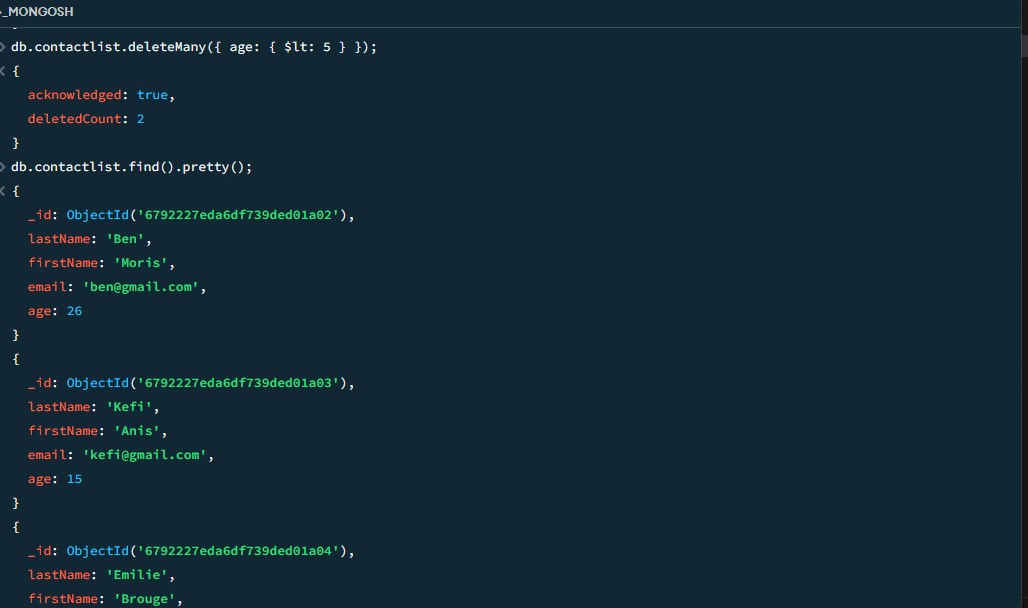 _MONGOSH
> db.contactlist.deleteMany({ age: { $lt: 5 } });
< {
acknowledged: true,
deletedCount: 2
}
> db.contactlist.find().pretty();
< {
_id: ObjectId('6792227eda6df739ded01a02'),
lastName: 'Ben',
firstName: 'Moris',
email: 'ben@gmail.com',
age: 26
}
{
_id: ObjectId('6792227eda6df739ded01a03'),
lastName: 'Kefi',
firstName: 'Anis',
email: 'kefi@gmail.com',
age: 15
}
{
_id: ObjectId('6792227eda6df739ded01a04'),
lastName: 'Emilie',
firstName: 'Brouge',